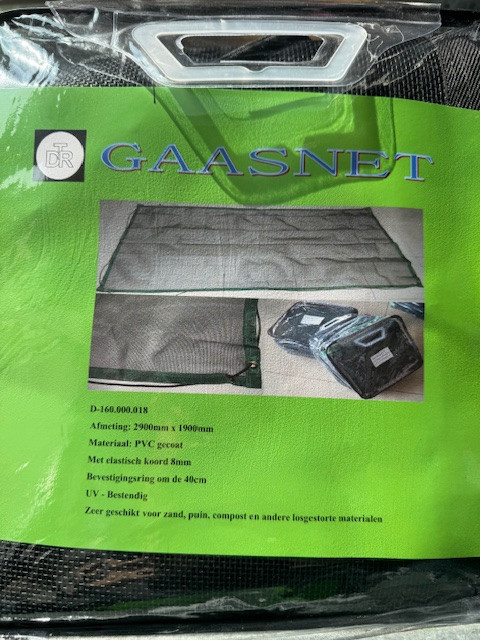 TDR
GAASNET
D-160.000.018
Afmeting: 2900mm x 1900mm
Materiaal: PVC gecoat
Met elastisch koord 8mm
Bevestigingsring om de 40cm
UV - Bestendig
Zeer geschikt voor zand, puin, compost en andere losgestorte materialen